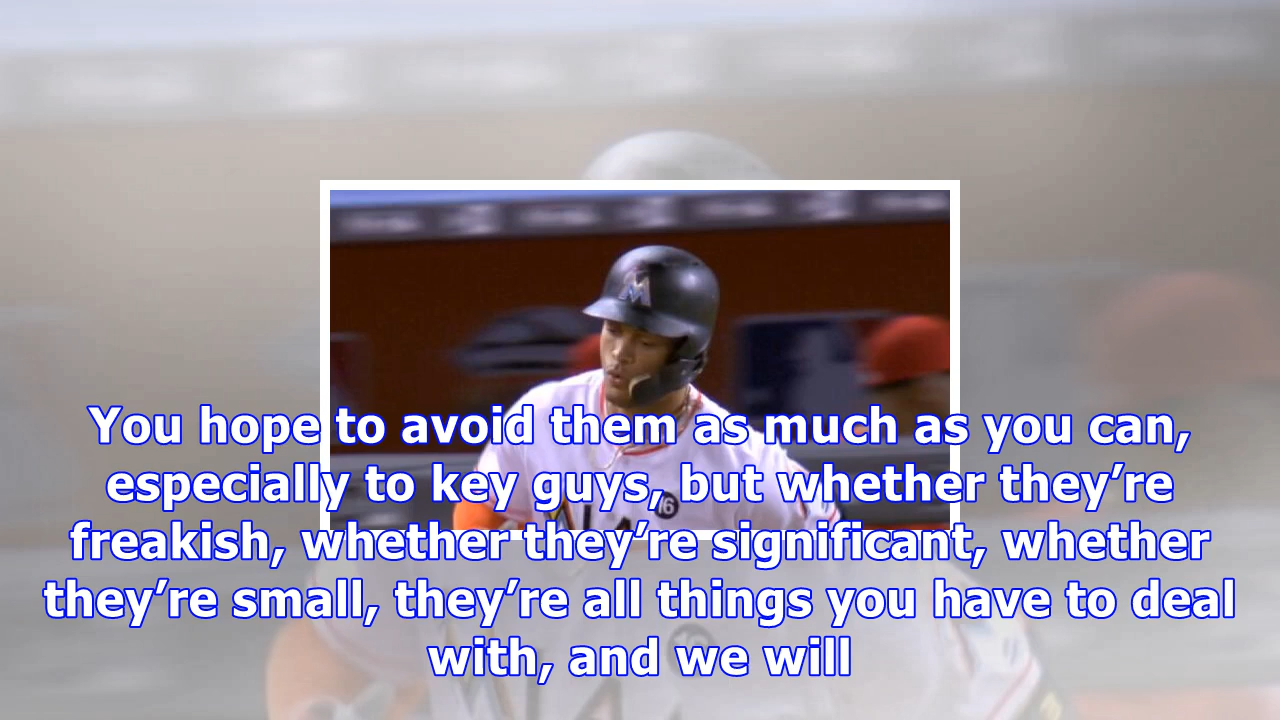 M
You hope to avoid them as much as you can,
especially to key guys, but whether they’re
16
freakish, whether they’re significant, whether
they’re small, they’re all things you have to deal
with, and we will